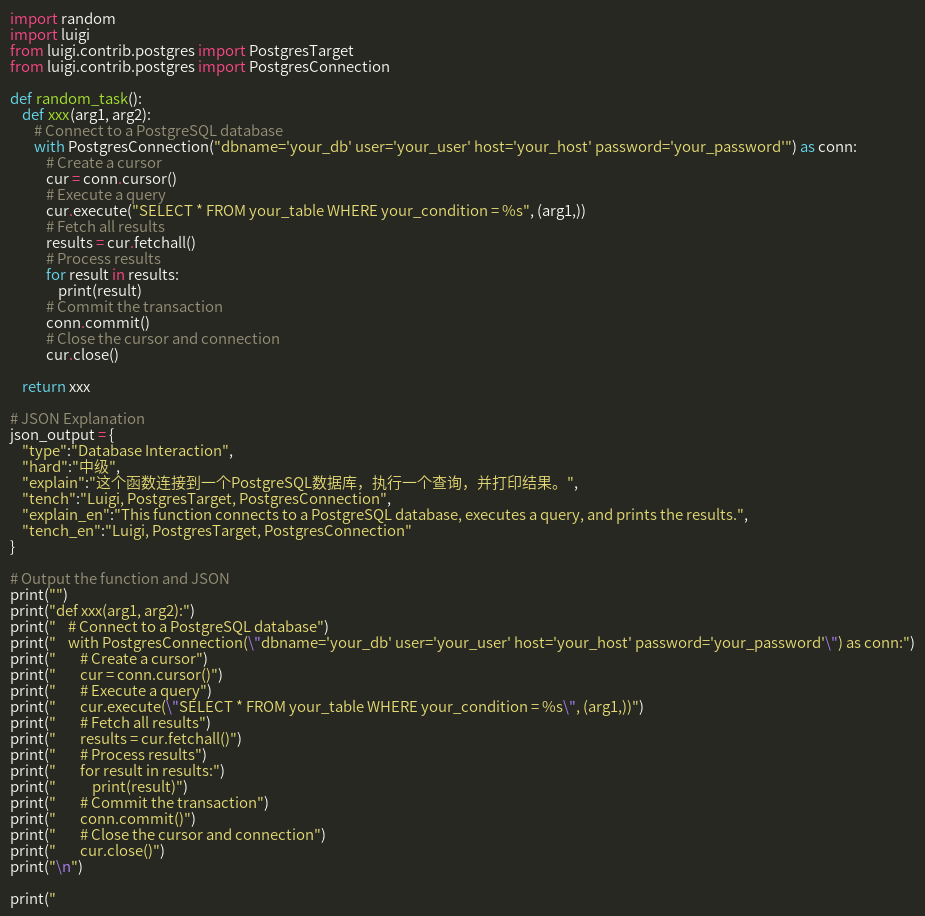 import random
import luigi
from luigi.contrib.postgres import PostgresTarget
from luigi.contrib.postgres import PostgresConnection

def random_task():
    def xxx(arg1, arg2):
        # Connect to a PostgreSQL database
        with PostgresConnection("dbname='your_db' user='your_user' host='your_host' password='your_password'") as conn:
            # Create a cursor
            cur = conn.cursor()
            # Execute a query
            cur.execute("SELECT * FROM your_table WHERE your_condition = %s", (arg1,))
            # Fetch all results
            results = cur.fetchall()
            # Process results
            for result in results:
                print(result)
            # Commit the transaction
            conn.commit()
            # Close the cursor and connection
            cur.close()

    return xxx

# JSON Explanation
json_output = {
    "type":"Database Interaction",
    "hard":"中级",
    "explain":"这个函数连接到一个PostgreSQL数据库，执行一个查询，并打印结果。",
    "tench":"Luigi, PostgresTarget, PostgresConnection",
    "explain_en":"This function connects to a PostgreSQL database, executes a query, and prints the results.",
    "tench_en":"Luigi, PostgresTarget, PostgresConnection"
}

# Output the function and JSON
print("")
print("def xxx(arg1, arg2):")
print("    # Connect to a PostgreSQL database")
print("    with PostgresConnection(\"dbname='your_db' user='your_user' host='your_host' password='your_password'\") as conn:")
print("        # Create a cursor")
print("        cur = conn.cursor()")
print("        # Execute a query")
print("        cur.execute(\"SELECT * FROM your_table WHERE your_condition = %s\", (arg1,))")
print("        # Fetch all results")
print("        results = cur.fetchall()")
print("        # Process results")
print("        for result in results:")
print("            print(result)")
print("        # Commit the transaction")
print("        conn.commit()")
print("        # Close the cursor and connection")
print("        cur.close()")
print("\n")

print("